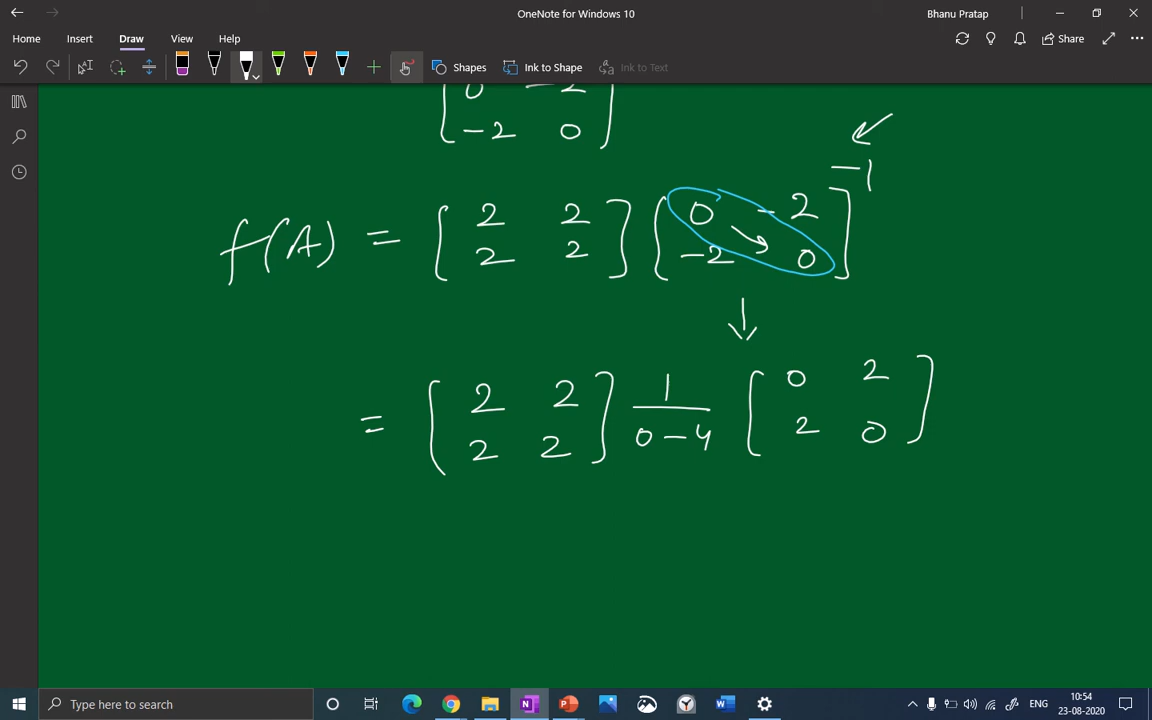 OneNote for Windows 10
Bhanu Pratap
Home Insert Draw View Help
Share
Shapes Ink to Shape Ink to Text
0 -2
-2 0
-1
f(A) = [ 2 2 ] [ 0 -2 ]
[ 2 2 ] [ -2 0 ]
↓
= [ 2 2 ] 1 [ 0 2 ]
[ 2 2 ] 0-4 [ 2 0 ]
Type here to search
ENG
10:54
23-08-2020